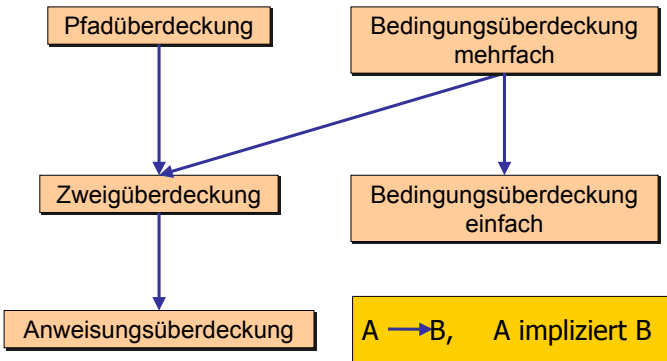 Pfadüberdeckung
Bedingungsüberdeckung
mehrfach
Zweigüberdeckung
Bedingungsüberdeckung
einfach
Anweisungsüberdeckung
A → B, A impliziert B